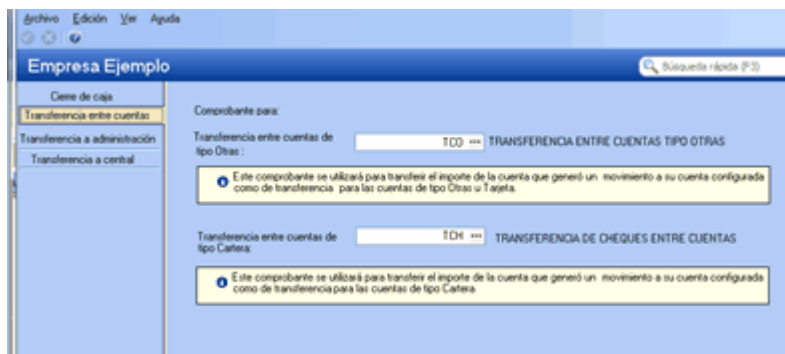 Archivo Edición Ver Ayuda
Empresa Ejemplo
Búsqueda rápida (F3)
Cierre de caja
Transferencia entre cuentas
Transferencia a administración
Transferencia a central
Comprobante para:
Transferencia entre cuentas de
tipo Otras :
TCO ... TRANSFERENCIA ENTRE CUENTAS TIPO OTRAS
Este comprobante se utilizará para transferir el importe de la cuenta que generó un movimiento a su cuenta configurada
como de transferencia para las cuentas de tipo Otras u Tarjeta.
Transferencia entre cuentas de
tipo Cartera:
TCH ... TRANSFERENCIA DE CHEQUES ENTRE CUENTAS
Este comprobante se utilizará para transferir el importe de la cuenta que generó un movimiento a su cuenta configurada
como de transferencia para las cuentas de tipo Cartera